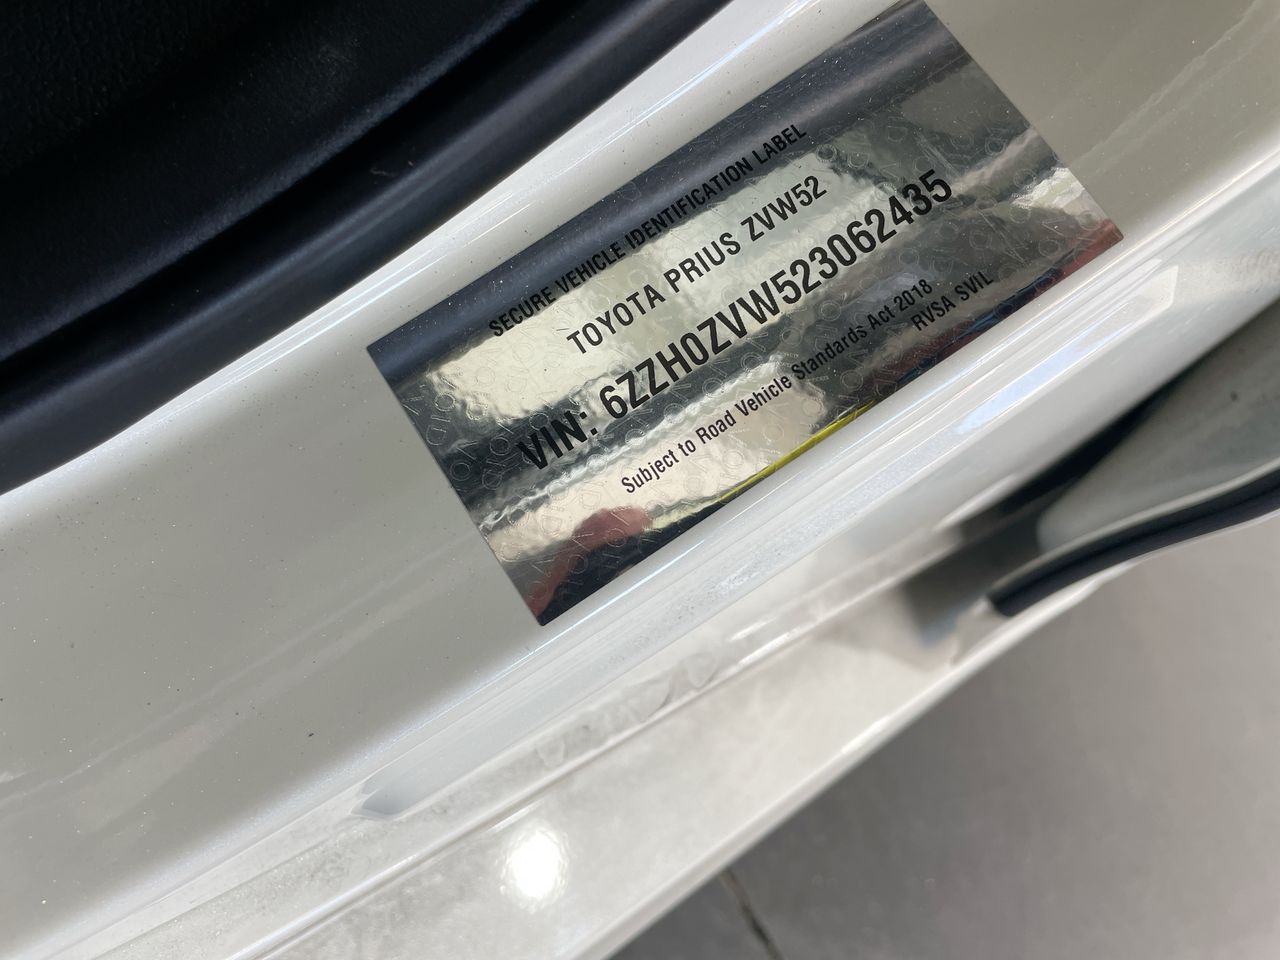 SECURE VEHICLE IDENTIFICATION LABEL
TOYOTA PRIUS ZVW52
VIN: 6ZZH0ZVW523062435
Subject to Road Vehicle Standards Act 2018
RVSA SVIL